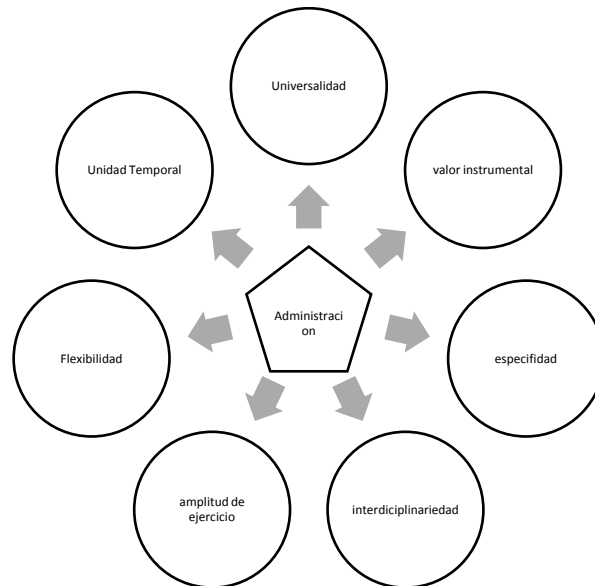 Universalidad
Unidad Temporal
valor instrumental
Administraci
on
Flexibilidad
especifidad
amplitud de
ejercicio
interdiciplinariedad